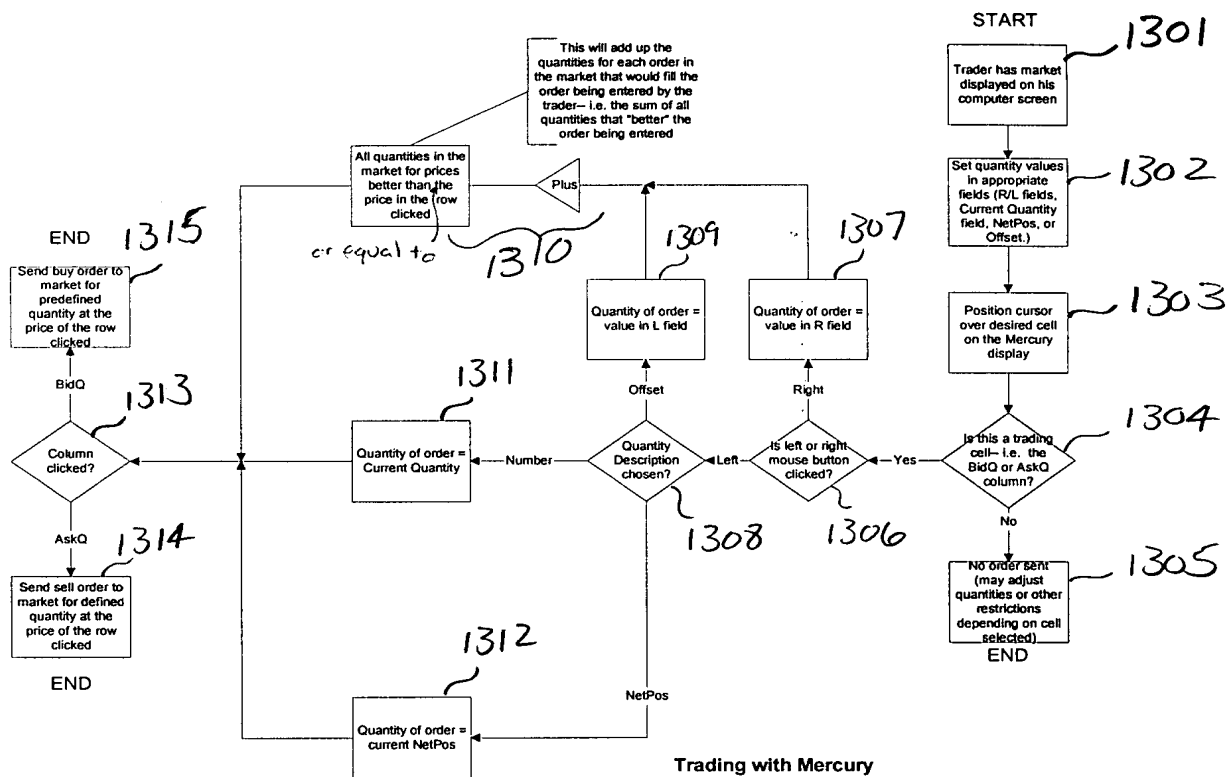 START
1301
Trader has market
displayed on his
computer screen
1302
Set quantity values
in appropriate
fields (R/L fields,
Current Quantity
field, NetPos, or
Offset.)
1303
Position cursor
over desired cell
on the Mercury
display
1304
Is this a trading
cell– i.e. the
BidQ or AskQ
column?
Yes
No
1305
No order sent
(may adjust
quantities or other
restrictions
depending on cell
selected)
END
Is left or right
mouse button
clicked?
1306
Right
Left
1307
Quantity of order =
value in R field
Quantity
Description
chosen?
1308
Offset
Number
NetPos
1309
Quantity of order =
value in L field
Plus
1310
This will add up the
quantities for each order in
the market that would fill the
order being entered by the
trader– i.e. the sum of all
quantities that "better" the
order being entered
All quantities in the
market for prices
better than the
price in the row
clicked
or equal to
1311
Quantity of order =
Current Quantity
1312
Quantity of order =
current NetPos
1313
Column
clicked?
BidQ
AskQ
END
1315
Send buy order to
market for
predefined
quantity at the
price of the row
clicked
1314
Send sell order to
market for defined
quantity at the
price of the row
clicked
END
Trading with Mercury